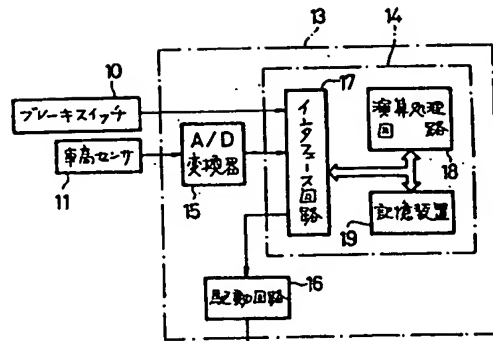 13
14
10
17
ブレーキスイッチ
車高センサ
11
A/D
変換器
15
インタフェース回路
演算処理
回路
18
記憶装置
19
駆動回路
16